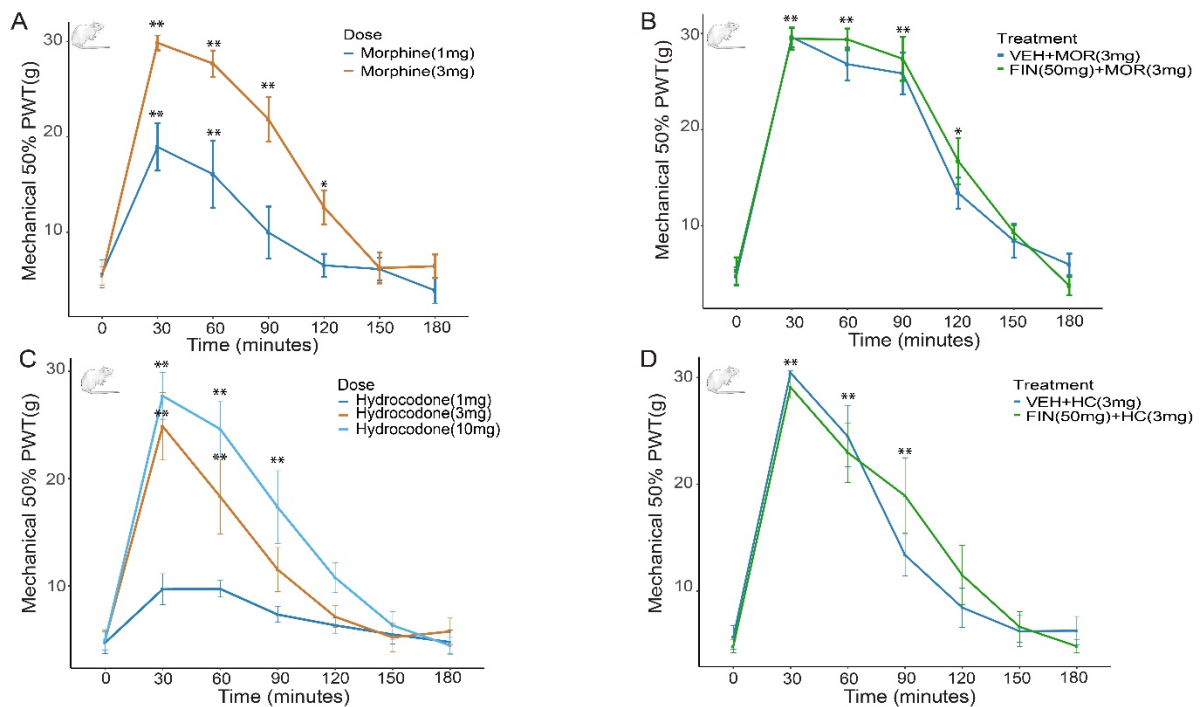 A
Mechanical 50% PWT(g)
30
20
10
**
**
**
**
**
*
Dose
Morphine(1mg)
Morphine(3mg)
0 30 60 90 120 150 180
Time (minutes)
B
Mechanical 50% PWT(g)
30
20
10
**
**
**
*
Treatment
VEH+MOR(3mg)
FIN(50mg)+MOR(3mg)
0 30 60 90 120 150 180
Time (minutes)
C
Mechanical 50% PWT(g)
30
20
10
**
**
**
**
**
Dose
Hydrocodone(1mg)
Hydrocodone(3mg)
Hydrocodone(10mg)
0 30 60 90 120 150 180
Time (minutes)
D
Mechanical 50% PWT(g)
30
20
10
**
**
**
Treatment
VEH+HC(3mg)
FIN(50mg)+HC(3mg)
0 30 60 90 120 150 180
Time (minutes)